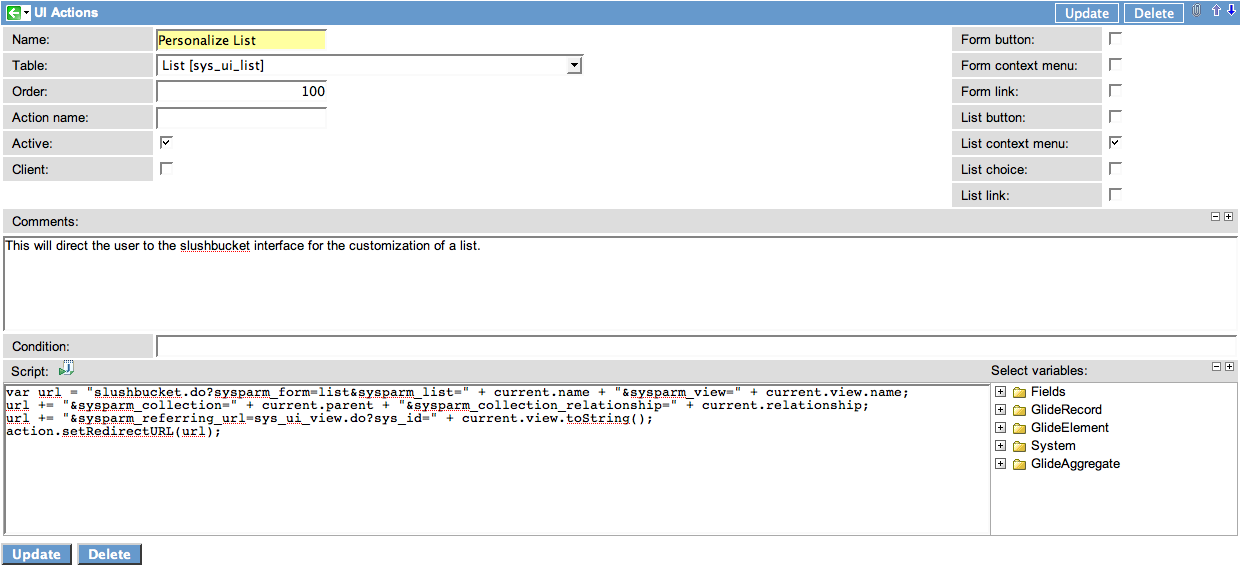 UI Actions
Update Delete
Name: Personalize List Form button:
Table: List [sys_ui_list] Form context menu:
Order: 100 Form link:
Action name: List button:
Active: List context menu:
Client: List choice:
List link:
Comments:
This will direct the user to the slushbucket interface for the customization of a list.
Condition:
Script: Select variables:
var url = "slushbucket.do?sysparm_form=list&sysparm_list=" + current.name + "&sysparm_view=" + current.view.name;
url += "&sysparm_collection=" + current.parent + "&sysparm_collection_relationship=" + current.relationship;
url += "&sysparm_referring_url=sys_ui_view.do?sys_id=" + current.view.toString();
action.setRedirectURL(url);
Fields
GlideRecord
GlideElement
System
GlideAggregate
Update Delete